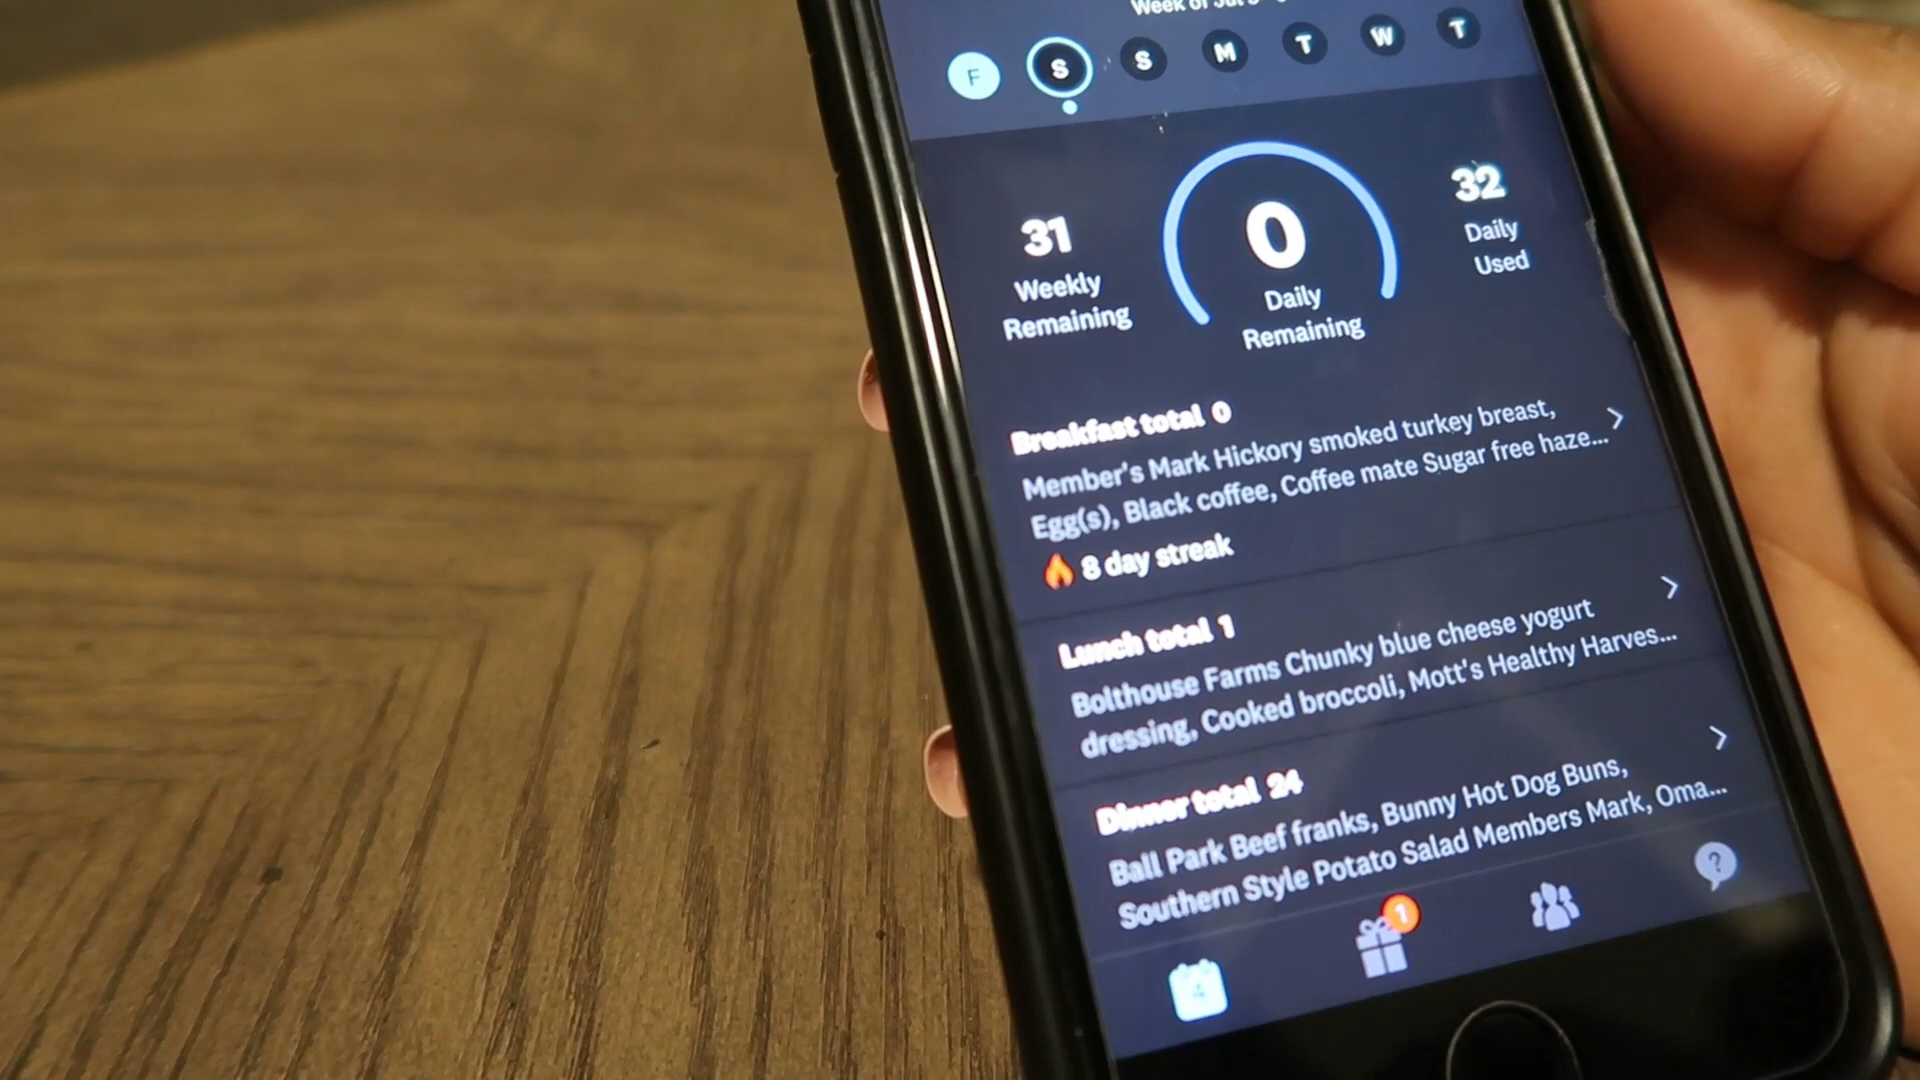 Week of Jul 3
F S S M T W T
31
Weekly
Remaining
0
Daily
Remaining
32
Daily
Used
Breakfast total 0
Member's Mark Hickory smoked turkey breast,
Egg(s), Black coffee, Coffee mate Sugar free haze...
8 day streak
Lunch total 1
Bolthouse Farms Chunky blue cheese yogurt
dressing, Cooked broccoli, Mott's Healthy Harves...
Dinner total 24
Ball Park Beef franks, Bunny Hot Dog Buns,
Southern Style Potato Salad Members Mark, Oma...
1
4
?